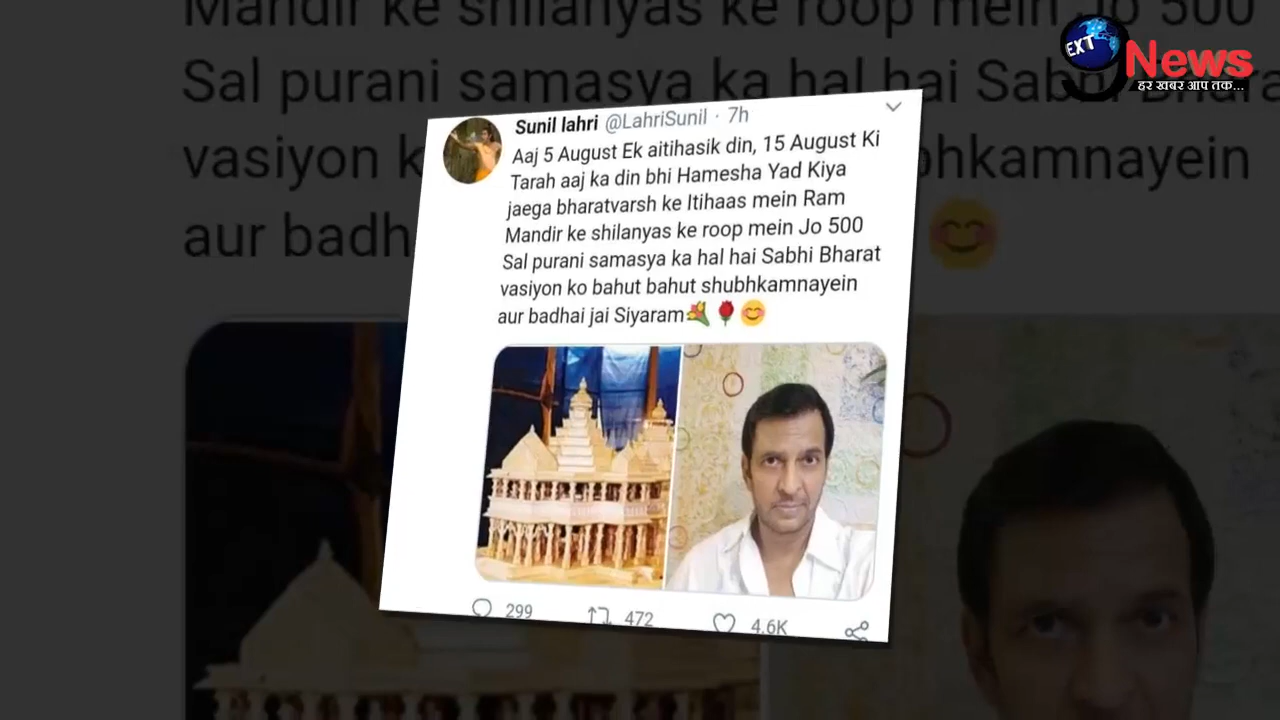 Mandir ke shilanyas ke roop mein Jo 500
Sal purani samasya ka hal hai Sabhi Bhara
vasiyon k
bhkamnayein
aur badh
EXT News
हर खबर आप तक...
Sunil lahri @LahriSunil · 7h
Aaj 5 August Ek aitihasik din, 15 August Ki
Tarah aaj ka din bhi Hamesha Yad Kiya
jaega bharatvarsh ke Itihaas mein Ram
Mandir ke shilanyas ke roop mein Jo 500
Sal purani samasya ka hal hai Sabhi Bharat
vasiyon ko bahut bahut shubhkamnayein
aur badhai jai Siyaram💐🌹😊
299 472 4.6K